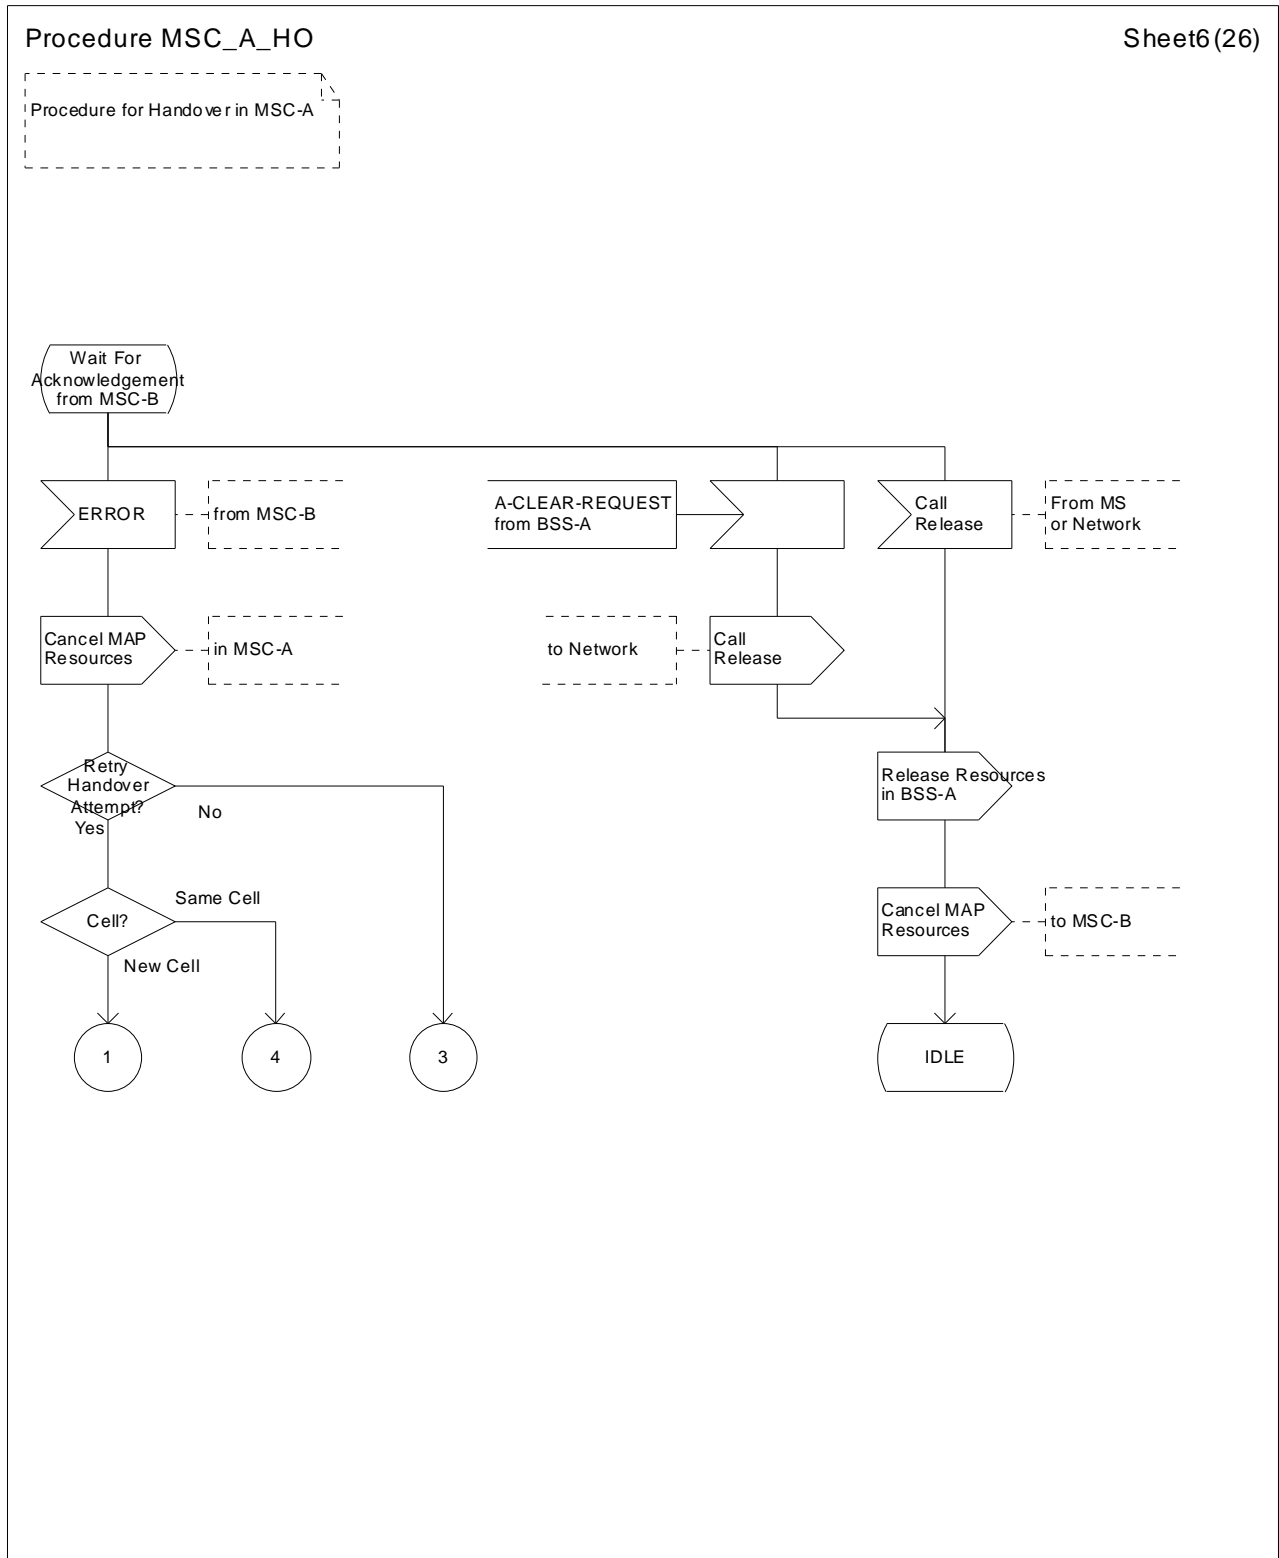 Procedure MSC_A_HO
Sheet6(26)
Procedure for Handover in MSC-A
Wait For
Acknowledgement
from MSC-B
ERROR
from MSC-B
A-CLEAR-REQUEST
from BSS-A
Call
Release
From MS
or Network
Cancel MAP
Resources
in MSC-A
to Network
Call
Release
Retry
Handover
Attempt?
Yes
No
Release Resources
in BSS-A
Same Cell
Cell?
New Cell
Cancel MAP
Resources
to MSC-B
1
4
3
IDLE